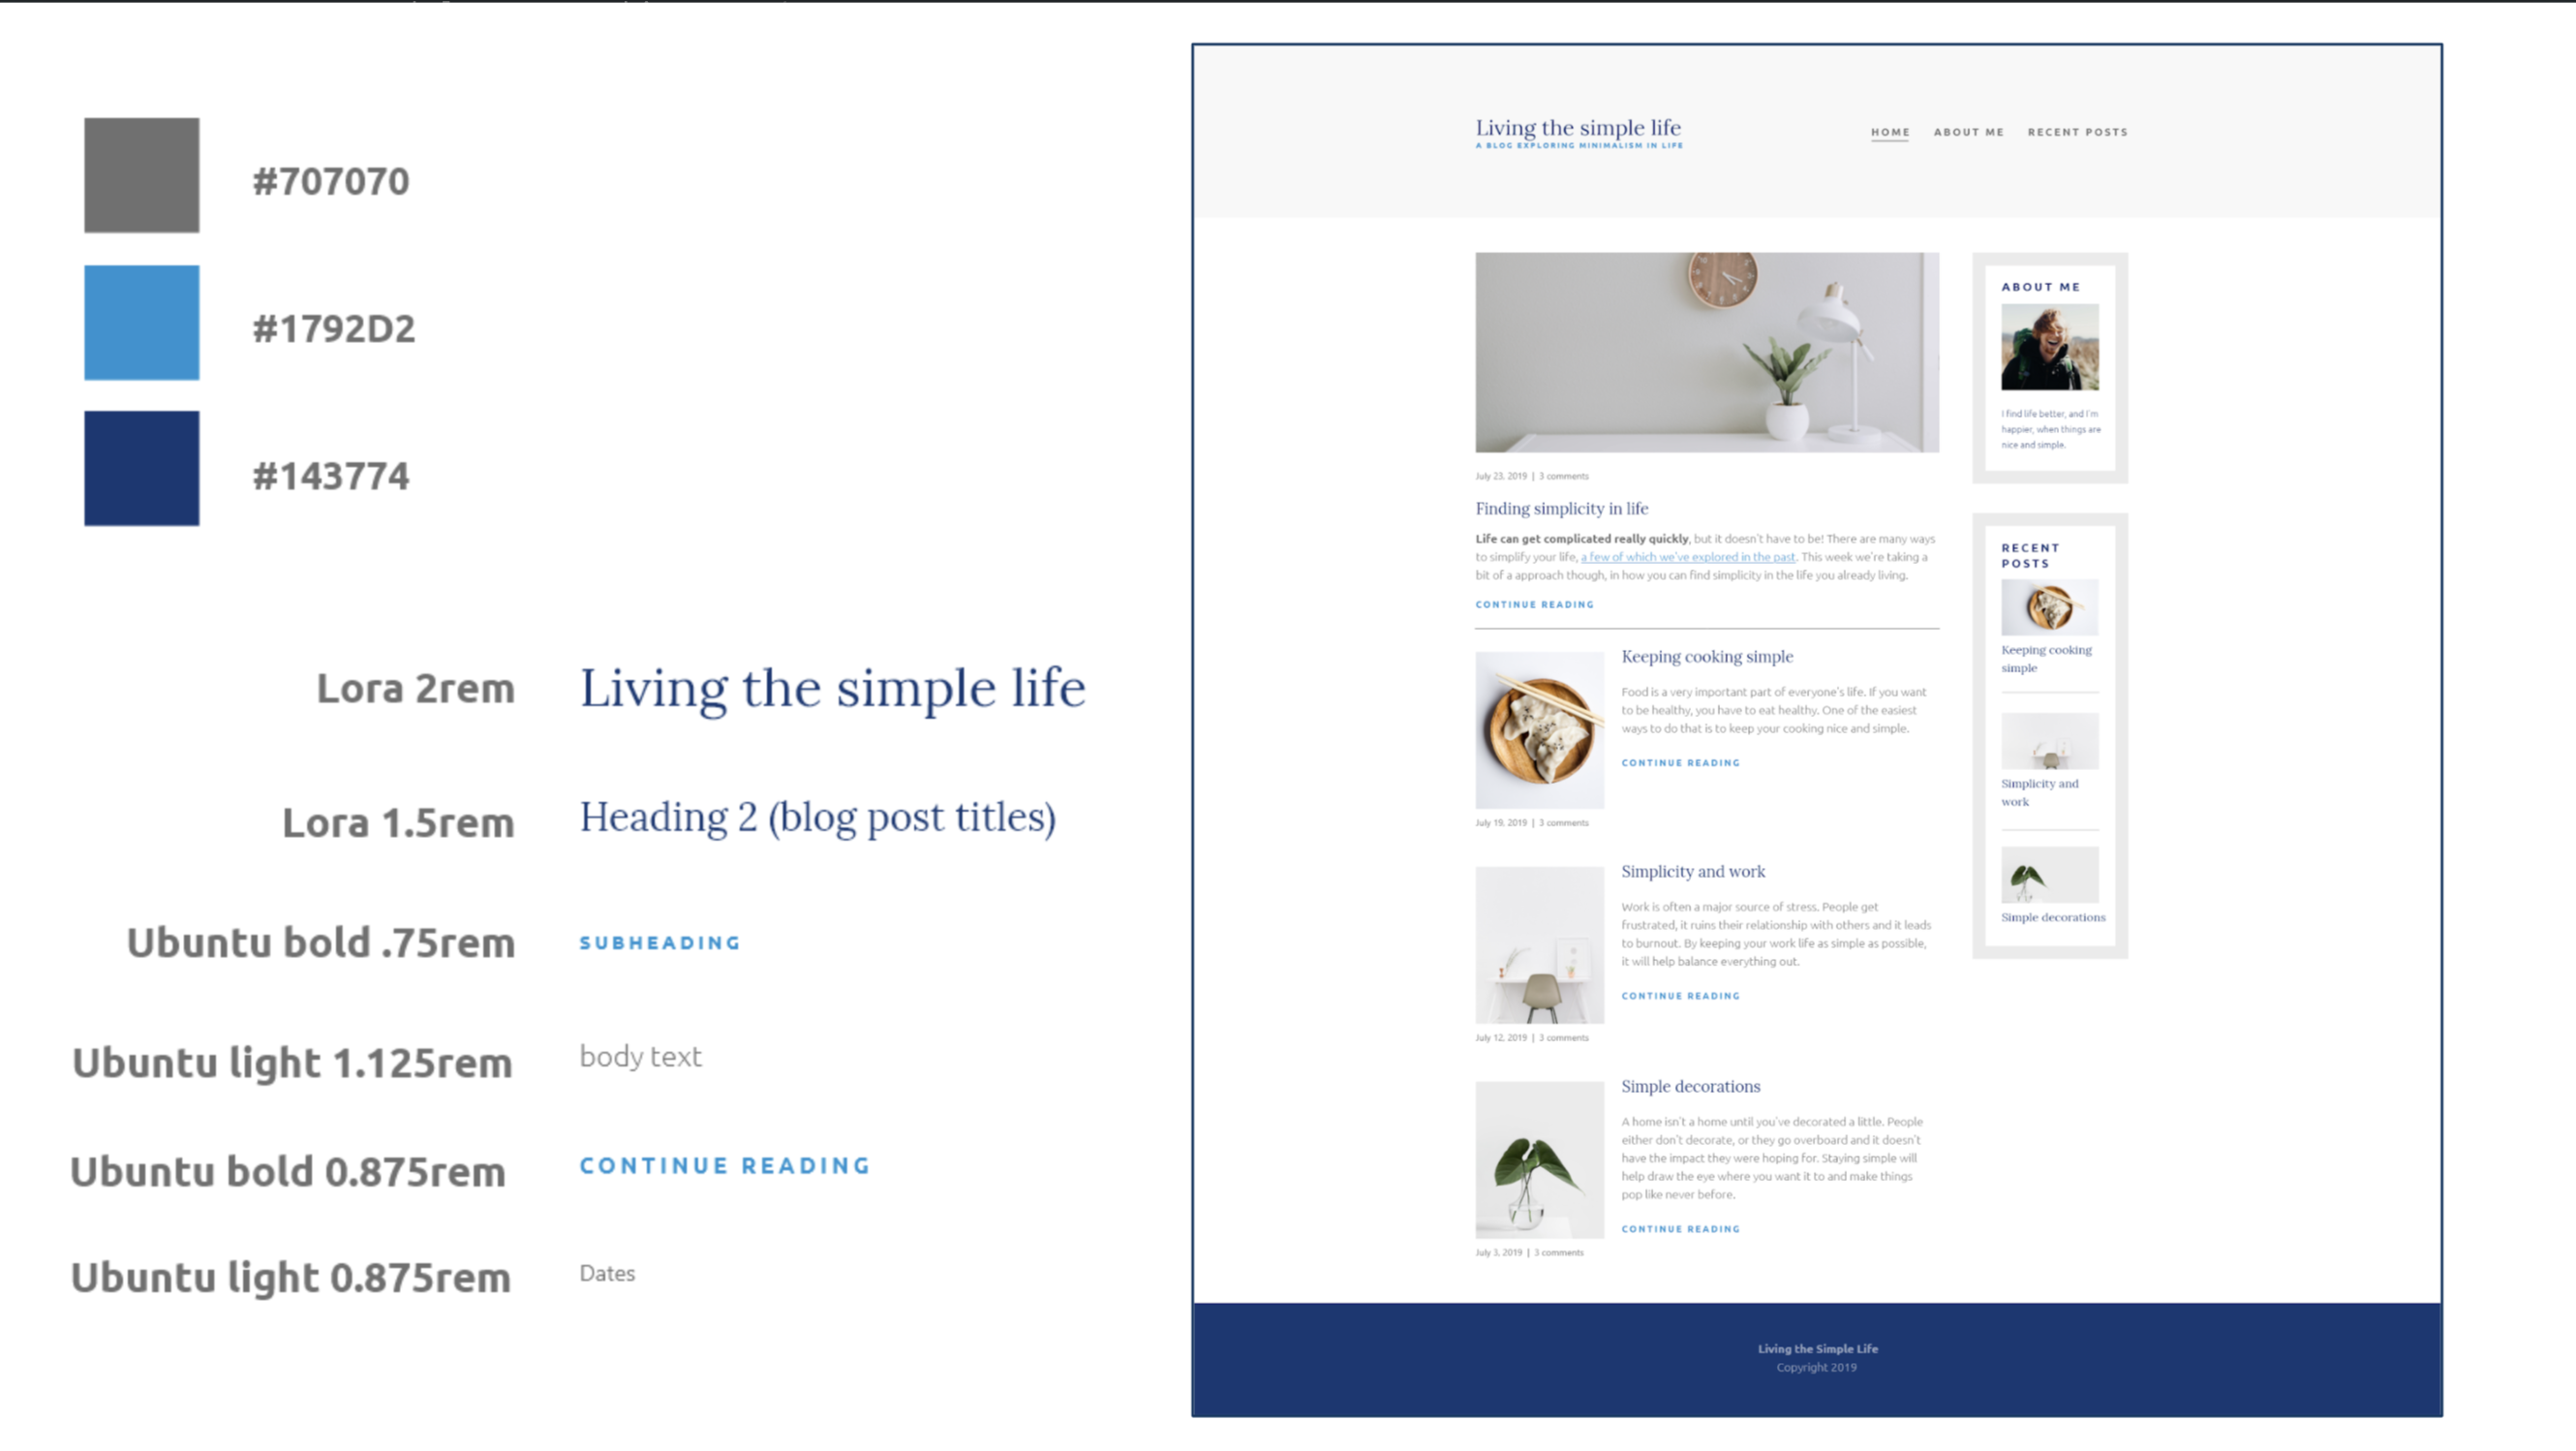 #707070
#1792D2
#143774
Lora 2rem
Living the simple life
Lora 1.5rem
Heading 2 (blog post titles)
Ubuntu bold .75rem
SUBHEADING
Ubuntu light 1.125rem
body text
Ubuntu bold 0.875rem
CONTINUE READING
Ubuntu light 0.875rem
Dates
Living the simple life
A BLOG EXPLORING MINIMALISM IN LIFE
HOME ABOUT ME RECENT POSTS
July 23, 2019 | 3 comments
Finding simplicity in life
Life can get complicated really quickly, but it doesn't have to be! There are many ways
to simplify your life, a few of which we've explored in the past. This week we're taking a
bit of a approach though, in how you can find simplicity in the life you already living.
CONTINUE READING
Keeping cooking simple
Food is a very important part of everyone's life. If you want
to be healthy, you have to eat healthy. One of the easiest
ways to do that is to keep your cooking nice and simple.
CONTINUE READING
July 19, 2019 | 3 comments
Simplicity and work
Work is often a major source of stress. People get
frustrated, it ruins their relationship with others and it leads
to burnout. By keeping your work life as simple as possible,
it will help balance everything out.
CONTINUE READING
July 12, 2019 | 3 comments
Simple decorations
A home isn't a home until you've decorated a little. People
either don't decorate, or they go overboard and it doesn't
have the impact they were hoping for. Staying simple will
help draw the eye where you want it to and make things
pop like never before.
CONTINUE READING
July 3, 2019 | 3 comments
ABOUT ME
I find life better, and I'm
happier, when things are
nice and simple.
RECENT
POSTS
Keeping cooking
simple
Simplicity and
work
Simple decorations
Living the Simple Life
Copyright 2019